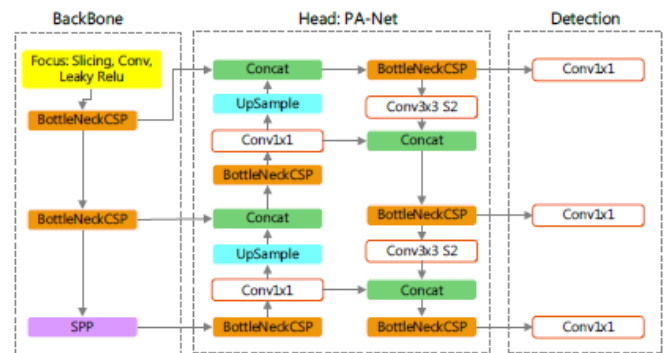 BackBone
Head: PA-Net
Detection
Focus: Slicing, Conv,
Leaky Relu
BottleNeckCSP
BottleNeckCSP
SPP
Concat
UpSample
Conv1x1
BottleNeckCSP
Concat
UpSample
Conv1x1
BottleNeckCSP
BottleNeckCSP
Conv3x3 S2
Concat
BottleNeckCSP
Conv3x3 S2
Concat
BottleNeckCSP
Conv1x1
Conv1x1
Conv1x1